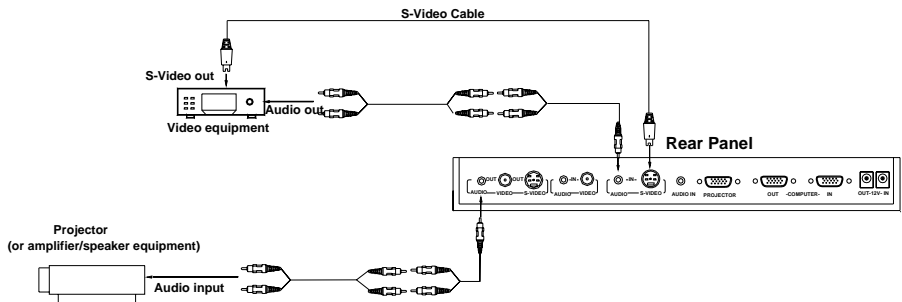 S-Video Cable
S-Video out
Audio out
Video equipment
Rear Panel
OUT OUT -IN- -IN-
AUDIO VIDEO S-VIDEO AUDIO VIDEO AUDIO S-VIDEO AUDIO IN PROJECTOR OUT -COMPUTER- IN OUT-12V- IN
Projector
(or amplifier/speaker equipment)
Audio input